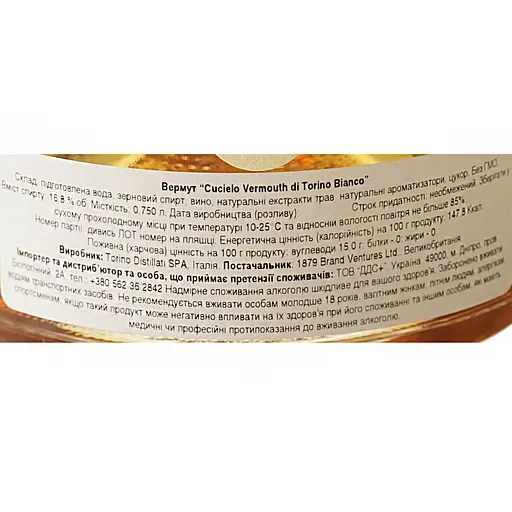 Вермут “Cucielo Vermouth di Torino Bianco”
Склад: підготовлена вода, зерновий спирт, вино, натуральні екстракти трав, натуральні ароматизатори, цукор. Без ГМО.
Вміст спирту 16.8 % об. Місткість: 0.750 л. Дата виробництва (розливу) Строк придатності: необмежений. Зберігати у
сухому прохолодному місці при температурі 10-25˚С та відносній вологості повітря не більше 85%
Номер партії: дивись ЛОТ номер на пляшці. Енергетична цінність (калорійність) на 100 г продукту: 147.8 Ккал.
Поживна (харчова) цінність на 100 г продукту: вуглеводи 15.0 г: білки - 0: жири - 0
Виробник: Torino Distillati SPA, Італія. Постачальник: 1879 Brand Ventures Ltd. Великобританія.
Імпортер та дистриб'ютор та особа, що приймає претензії споживачів: ТОВ "ДДС+". Україна 49000, м. Дніпро, пров
Біологічний, 2А, тел.: +380 562 36 2842 Надмірне споживання алкоголю шкідливе для вашого здоров'я. Заборонено вживати
водіям транспортних засобів. Не рекомендується вживати особам молодше 18 років, вагітним жінкам, літнім людям, алергікам,
спортсменам, якщо такий продукт може негативно впливати на їх здоров'я при його споживанні та іншим особам, які мають
медичні чи професійні протипоказання до вживання алкоголю.